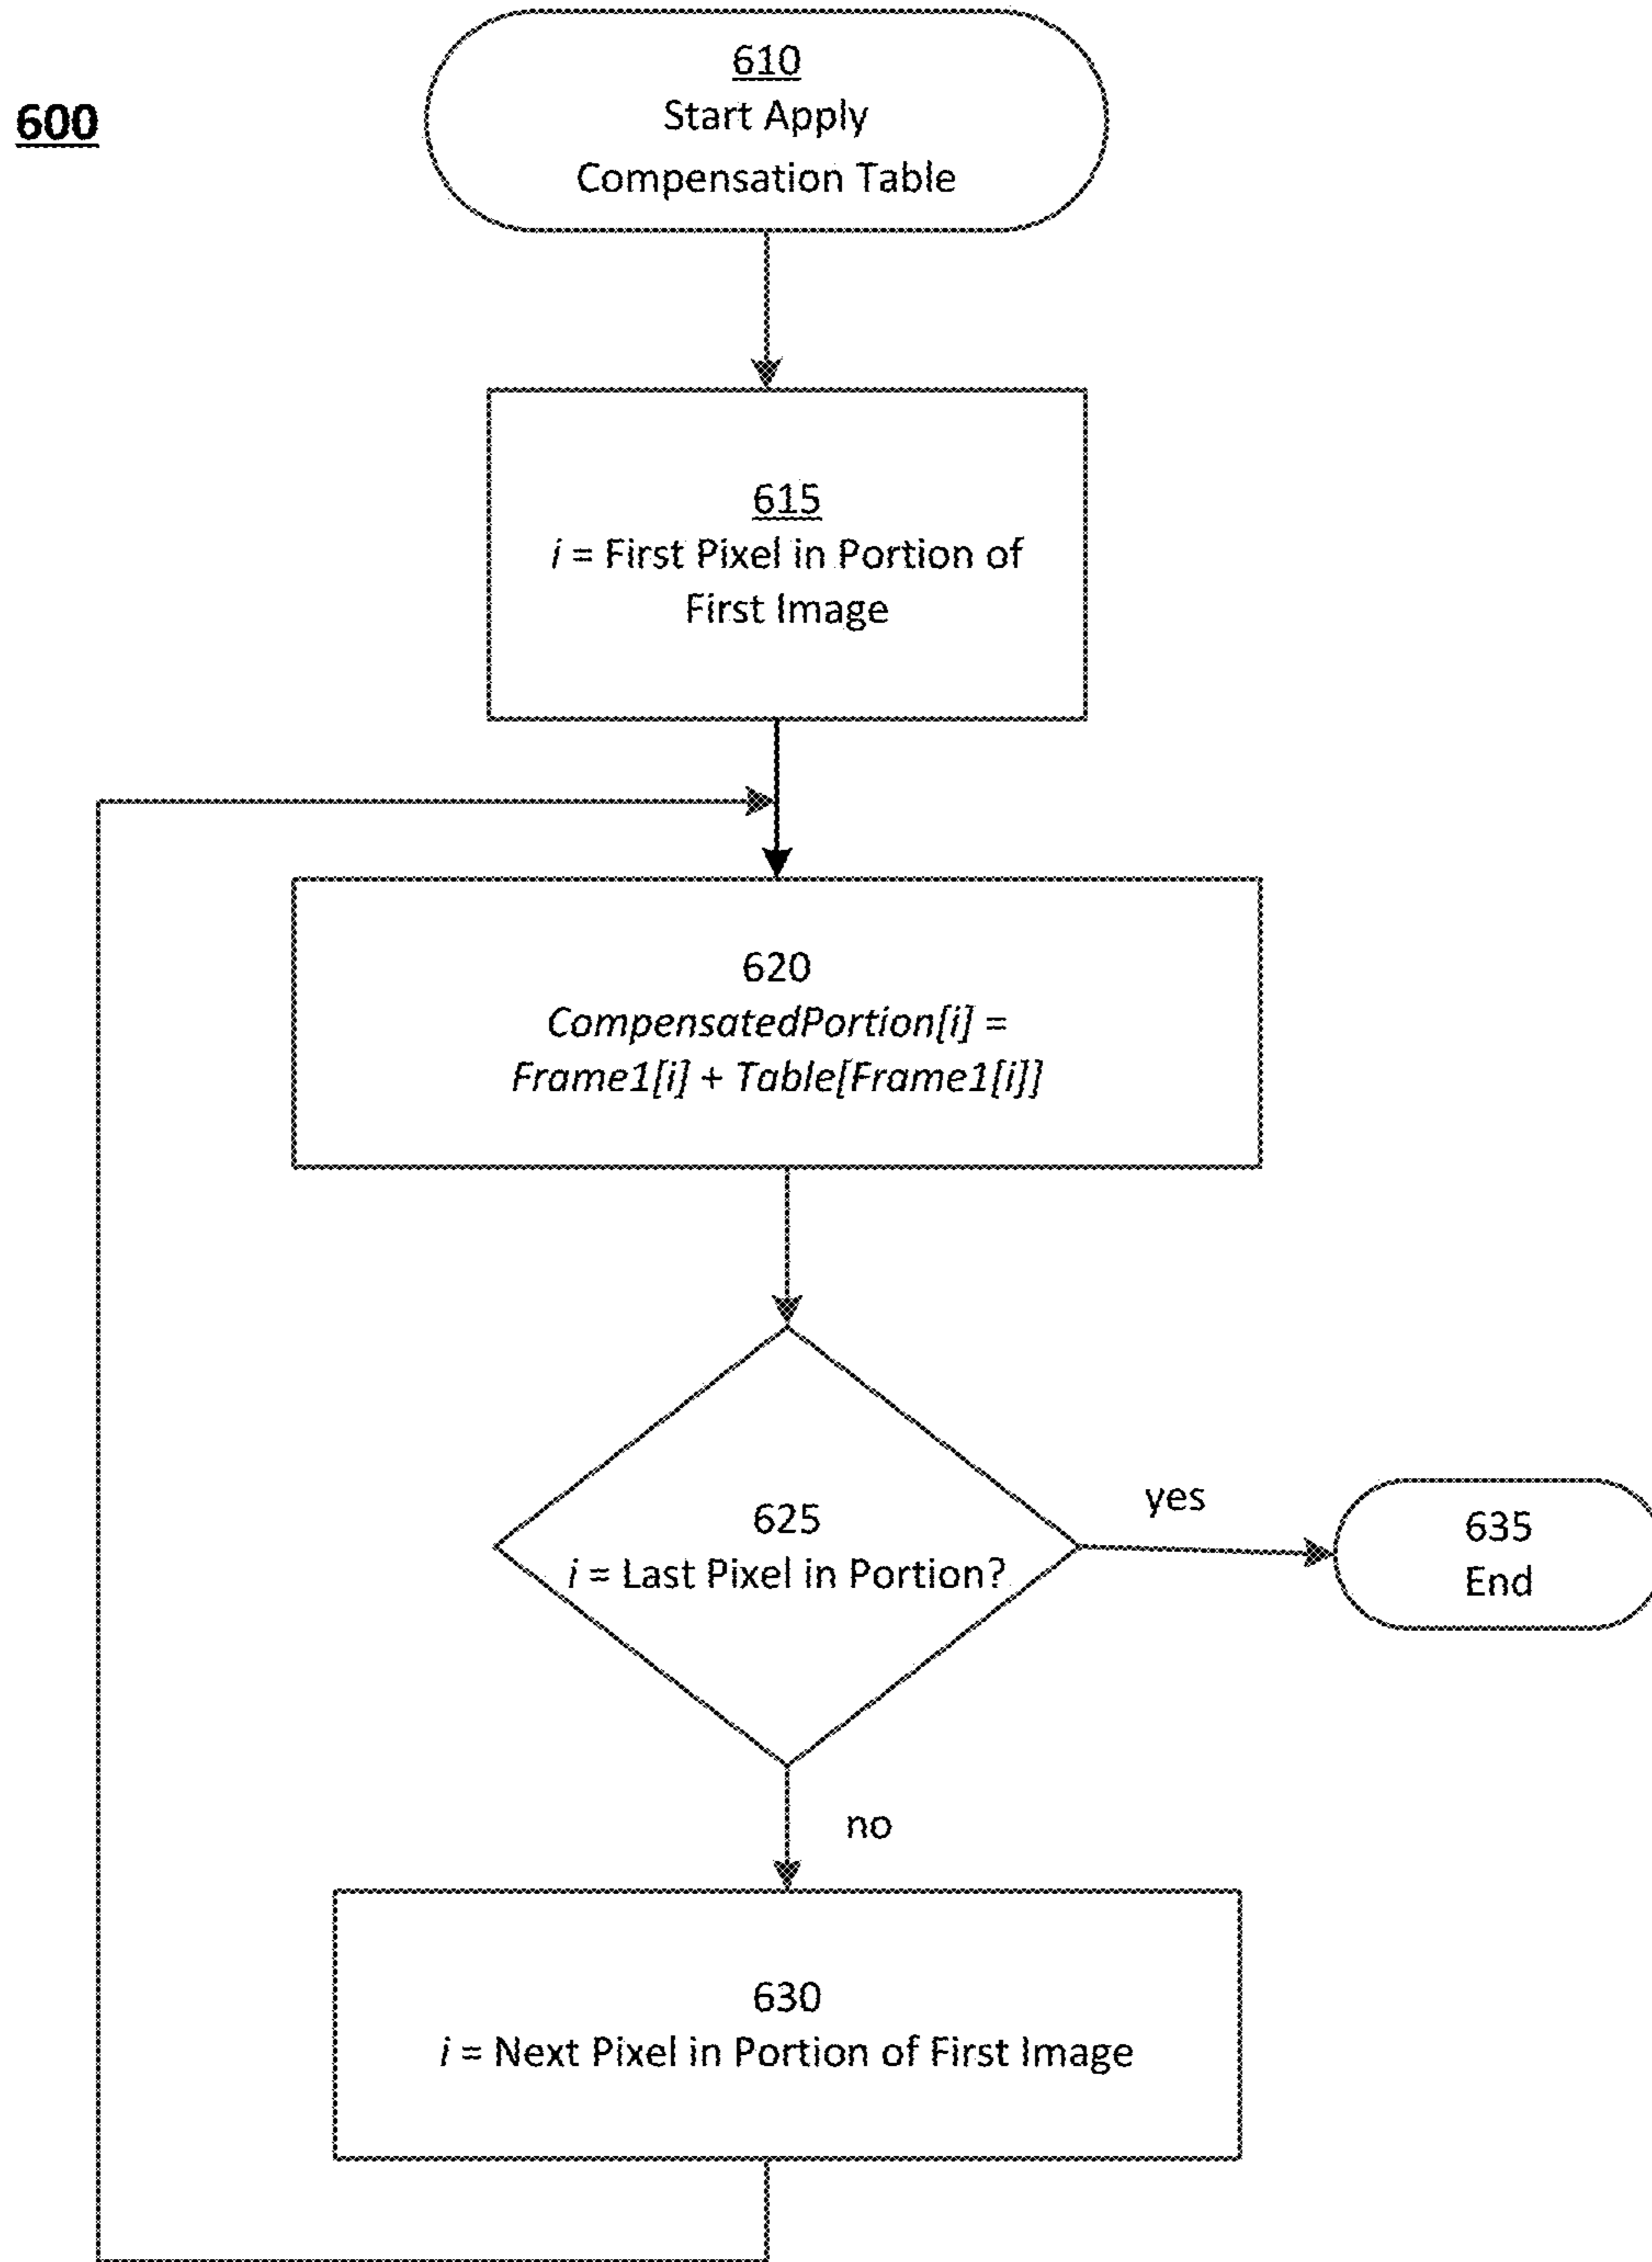 600
610
Start Apply
Compensation Table
615
i = First Pixel in Portion of
First Image
620
CompensatedPortion[i] =
Frame1[i] + Table[Frame1[i]]
625
i = Last Pixel in Portion?
yes
635
End
no
630
i = Next Pixel in Portion of First Image